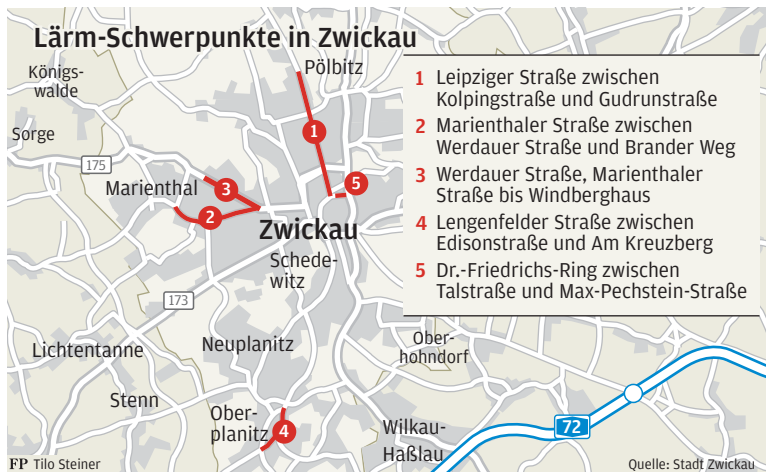 Lärm-Schwerpunkte in Zwickau
Pölbitz
Königs-
walde
Sorge
175
Marienthal
1
2
3
5
Zwickau
Schede-
witz
173
Lichtentanne
Neuplanitz
Ober-
hohndorf
Stenn
Ober-
planitz
4
Wilkau-
Haßlau
72
1 Leipziger Straße zwischen
Kolpingstraße und Gudrunstraße
2 Marienthaler Straße zwischen
Werdauer Straße und Brander Weg
3 Werdauer Straße, Marienthaler
Straße bis Windberghaus
4 Lengenfelder Straße zwischen
Edisonstraße und Am Kreuzberg
5 Dr.-Friedrichs-Ring zwischen
Talstraße und Max-Pechstein-Straße
FP Tilo Steiner
Quelle: Stadt Zwickau